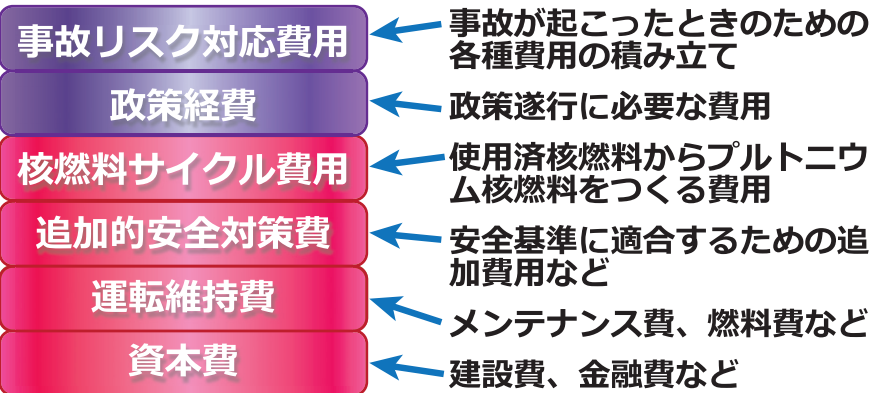 事故リスク対応費用
事故が起こったときのための
各種費用の積み立て
政策経費
政策遂行に必要な費用
核燃料サイクル費用
使用済核燃料からプルトニウ
ム核燃料をつくる費用
追加的安全対策費
安全基準に適合するための追
加費用など
運転維持費
メンテナンス費、燃料費など
資本費
建設費、金融費など